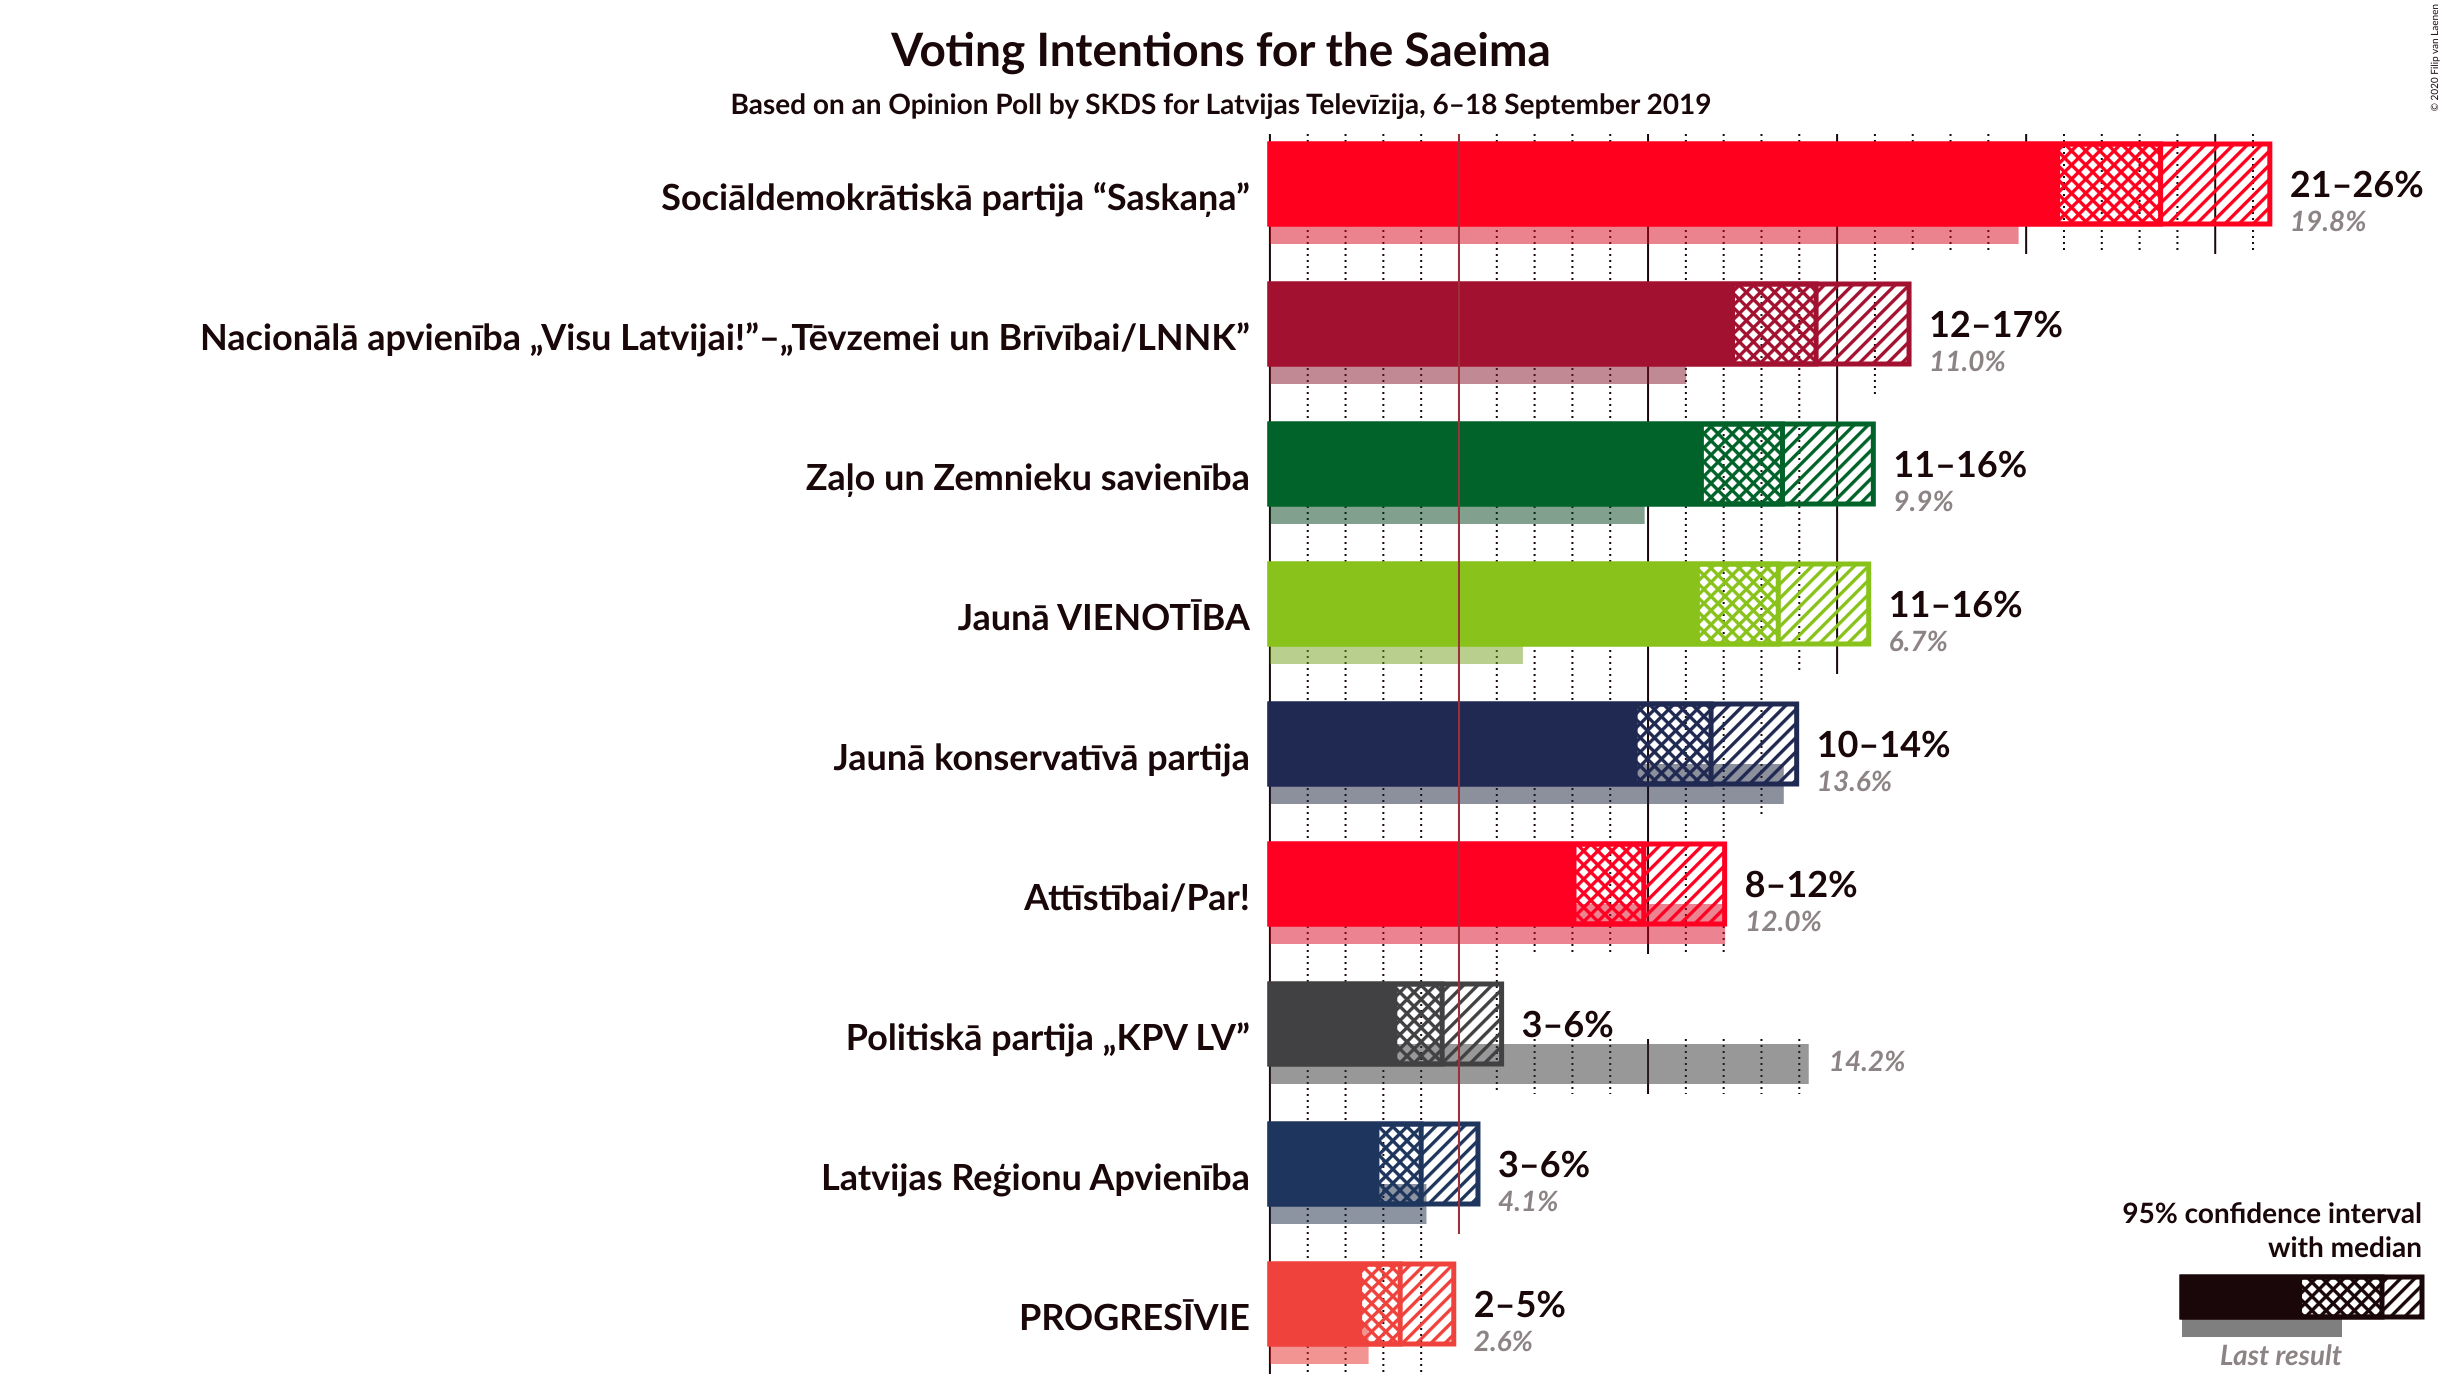 Voting Intentions for the Saeima
Based on an Opinion Poll by SKDS for Latvijas Televīzija, 6–18 September 2019
© 2020 Filip van Laenen
Sociāldemokrātiskā partija “Saskaņa”
21–26%
19.8%
Nacionālā apvienība „Visu Latvijai!”–„Tēvzemei un Brīvībai/LNNK”
12–17%
11.0%
Zaļo un Zemnieku savienība
11–16%
9.9%
Jaunā VIENOTĪBA
11–16%
6.7%
Jaunā konservatīvā partija
10–14%
13.6%
Attīstībai/Par!
8–12%
12.0%
Politiskā partija „KPV LV”
3–6%
14.2%
Latvijas Reģionu Apvienība
3–6%
4.1%
PROGRESĪVIE
2–5%
2.6%
95% confidence interval
with median
Last result